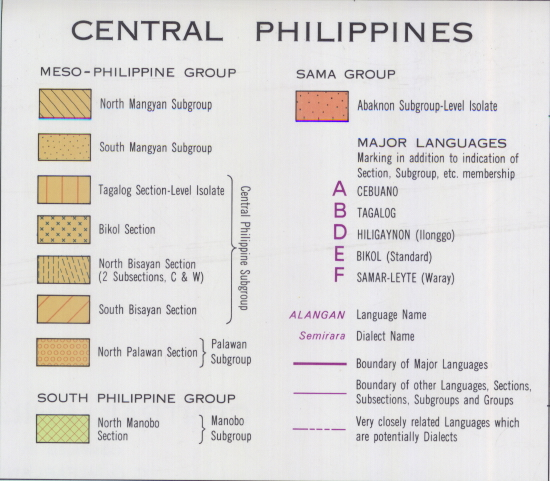 CENTRAL PHILIPPINES
MESO-PHILIPPINE GROUP
North Mangyan Subgroup
South Mangyan Subgroup
Tagalog Section-Level Isolate
Bikol Section
North Bisayan Section
(2 Subsections, C & W)
South Bisayan Section
Central Philippine Subgroup
North Palawan Section
Palawan
Subgroup
SOUTH PHILIPPINE GROUP
North Manobo
Section
Manobo
Subgroup
SAMA GROUP
Abaknon Subgroup-Level Isolate
MAJOR LANGUAGES
Marking in addition to indication of
Section, Subgroup, etc. membership
A CEBUANO
B TAGALOG
D HILIGAYNON (Ilonggo)
E BIKOL (Standard)
F SAMAR-LEYTE (Waray)
ALANGAN Language Name
Semirara Dialect Name
Boundary of Major Languages
Boundary of other Languages, Sections,
Subsections, Subgroups and Groups
Very closely related Languages which
are potentially Dialects